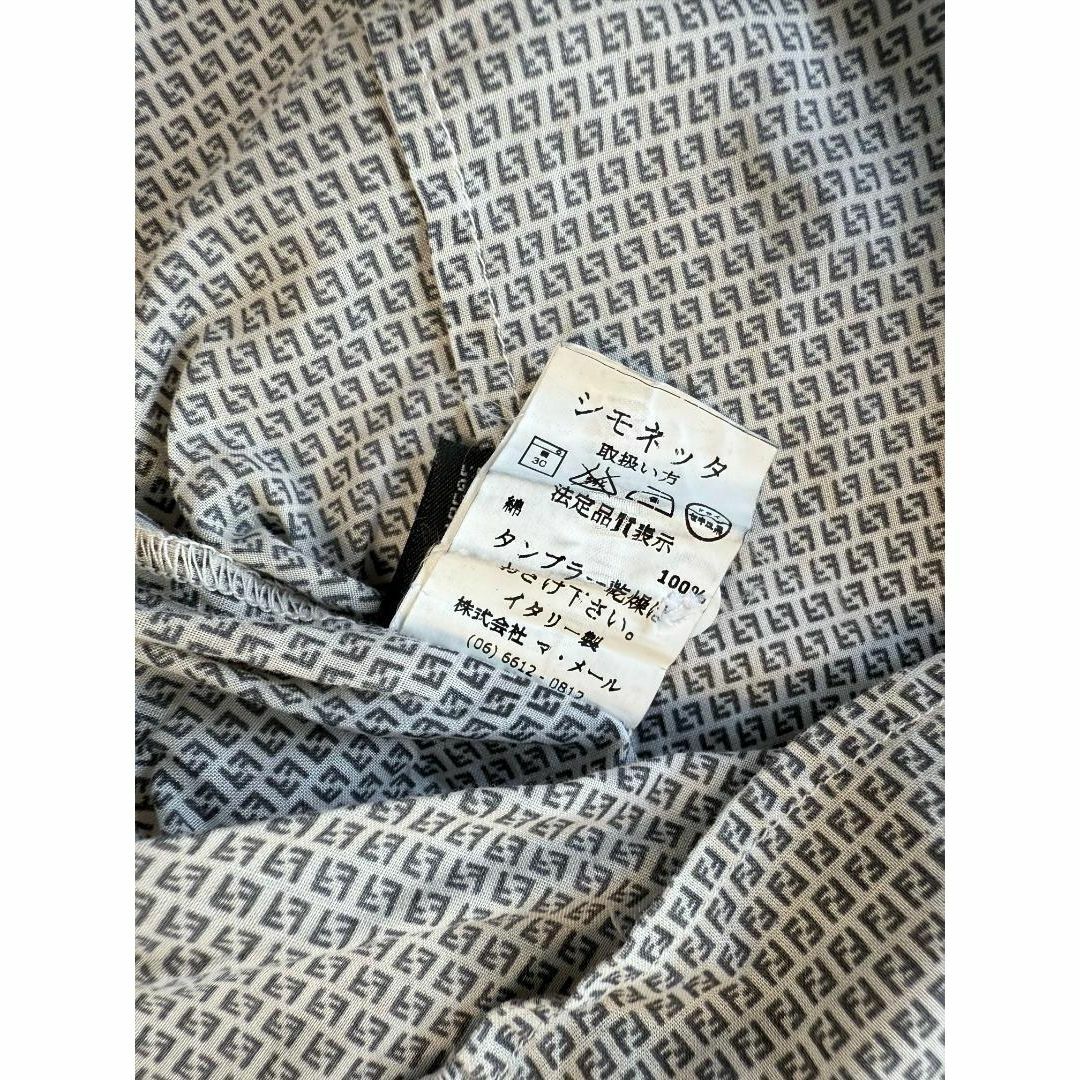 シモネッタ
取扱い方
30
法定品質表示
綿 100%
タンブラー乾燥は
おさけ下さい。
イタリー製
株式会社 マ・メール
(06) 6612-0812